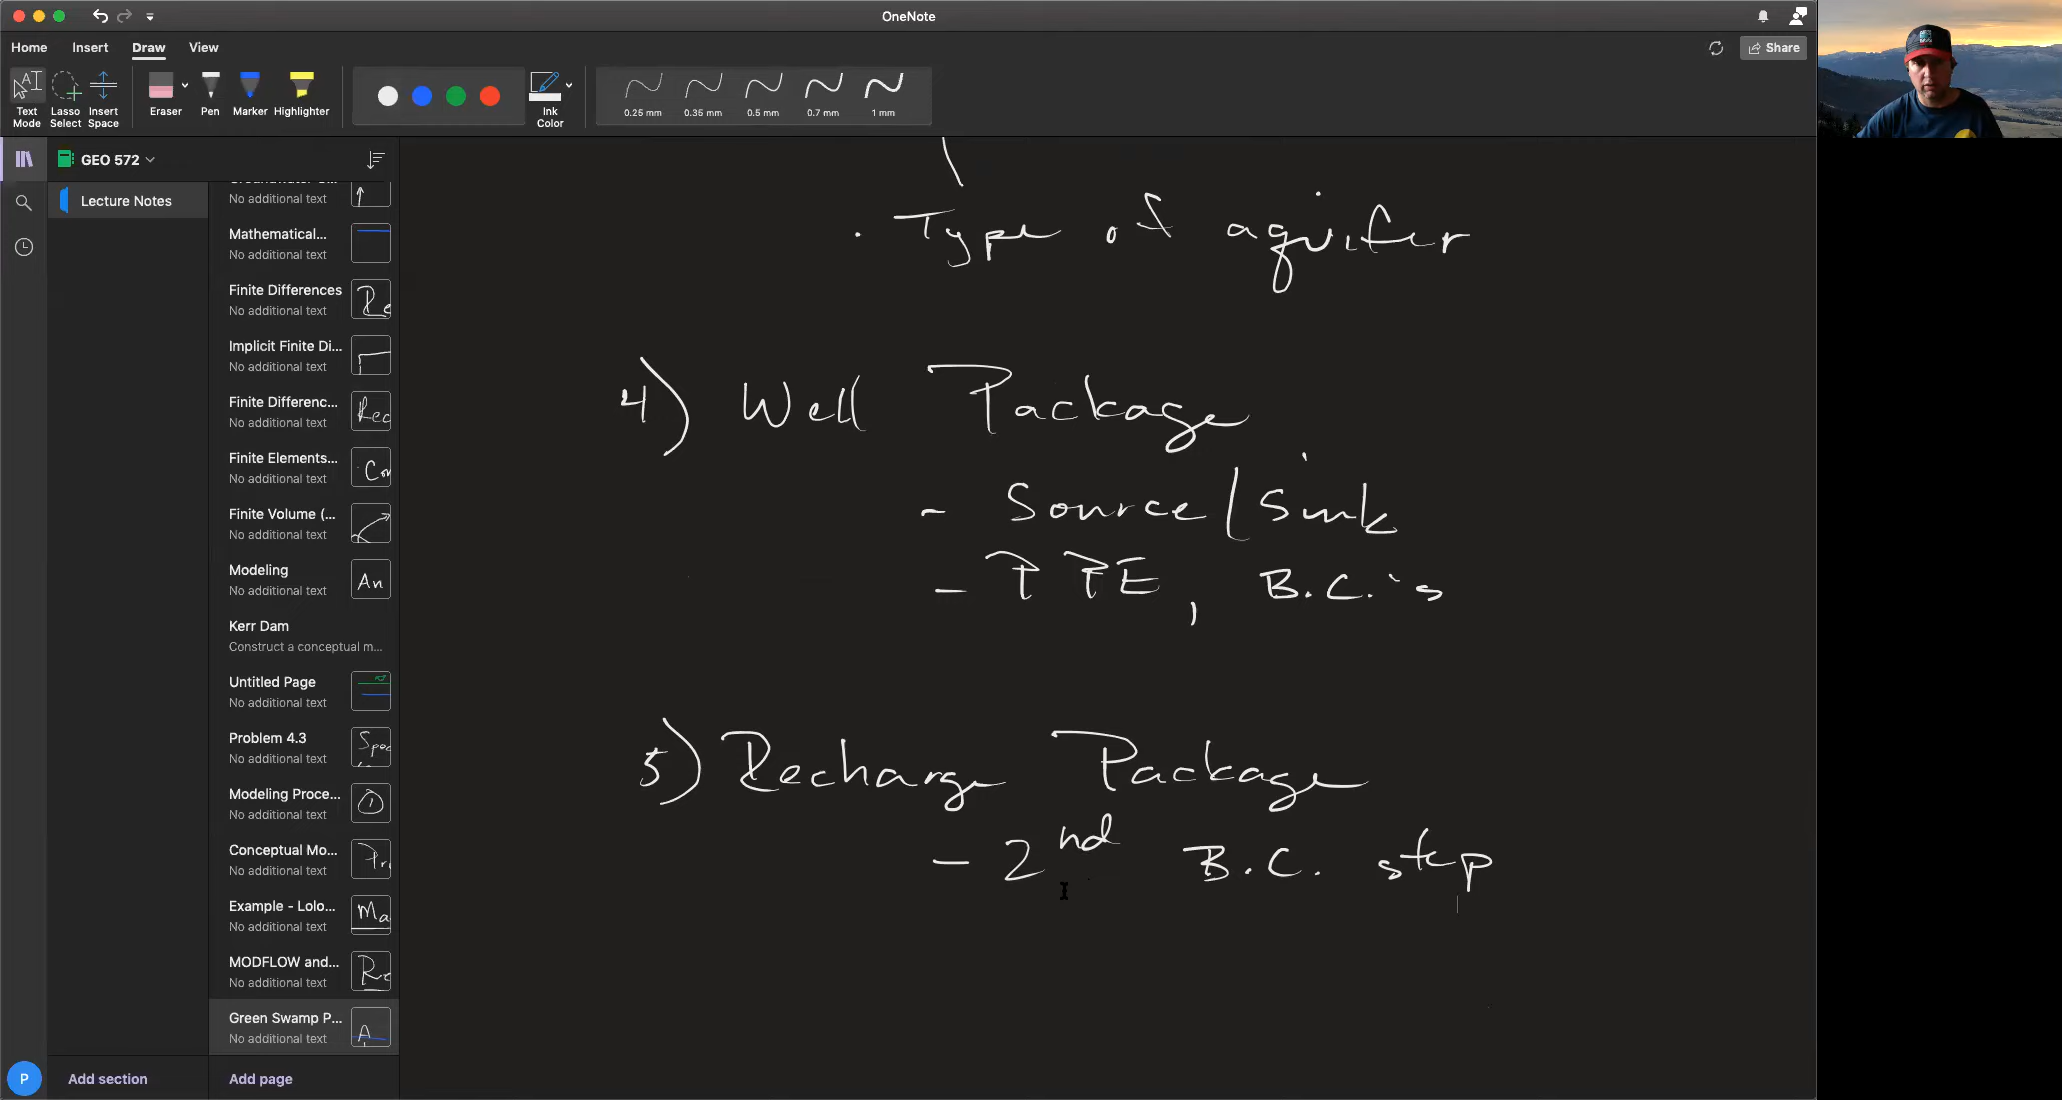 OneNote
Home Insert Draw View
Share
Text Mode
Lasso Select
Insert Space
Eraser
Pen
Marker
Highlighter
Ink Color
0.25 mm
0.35 mm
0.5 mm
0.7 mm
1 mm
GEO 572
Lecture Notes
No additional text
Mathematical...
No additional text
Finite Differences
No additional text
Implicit Finite Di...
No additional text
Finite Differenc...
No additional text
Finite Elements...
No additional text
Finite Volume (...
No additional text
Modeling
No additional text
Kerr Dam
Construct a conceptual m...
Untitled Page
No additional text
Problem 4.3
No additional text
Modeling Proce...
No additional text
Conceptual Mo...
No additional text
Example - Lolo...
No additional text
MODFLOW and...
No additional text
Green Swamp P...
No additional text
P
Add section
Add page
· Type of aquifer
4) Well Package
- Source/Sink
- PPE, B.C.'s
5) Recharge Package
- 2nd B.C. step